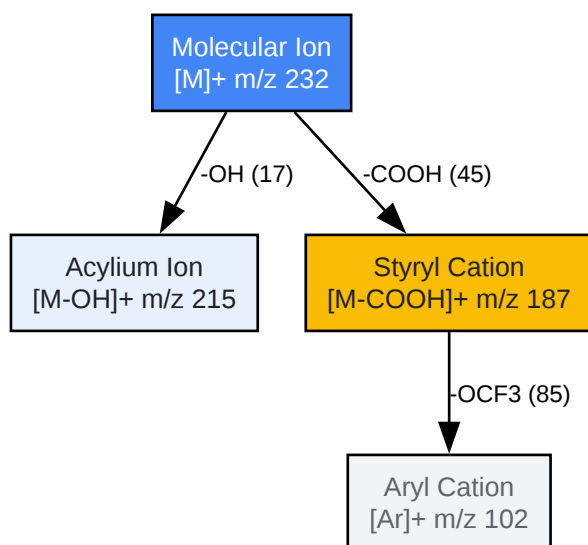 Molecular Ion
[M]+ m/z 232
-OH (17)
-COOH (45)
Acylium Ion
[M-OH]+ m/z 215
Styryl Cation
[M-COOH]+ m/z 187
-OCF3 (85)
Aryl Cation
[Ar]+ m/z 102